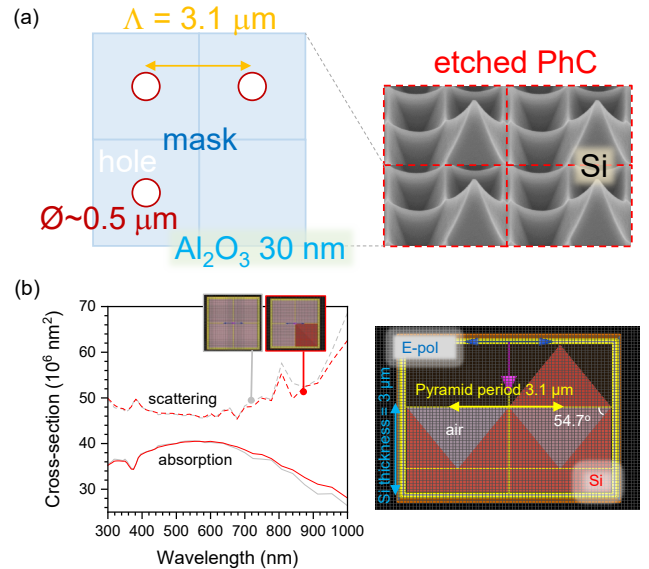 (a)
Λ = 3.1 μm
mask
hole
Ø~0.5 μm
Al₂O₃ 30 nm
etched PhC
Si
(b)
Cross-section (10⁶ nm²)
70
60
50
40
30
scattering
absorption
300 400 500 600 700 800 900 1000
Wavelength (nm)
E-pol
Pyramid period 3.1 μm
54.7°
air
Si thickness = 3 μm
Si